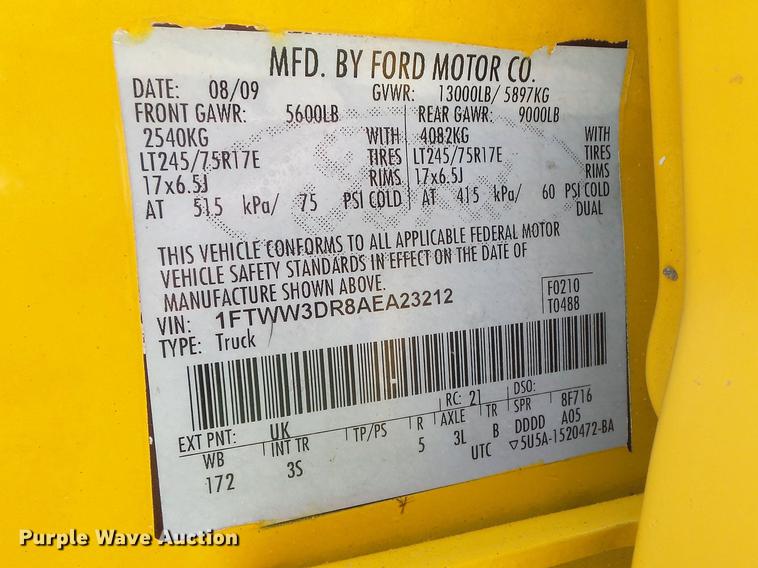 MFD. BY FORD MOTOR CO.
DATE: 08/09 GVWR: 13000LB/ 5897KG
FRONT GAWR: 5600LB REAR GAWR: 9000LB
2540KG WITH 4082KG WITH
LT245/75R17E TIRES LT245/75R17E TIRES
17x6.5J RIMS 17x6.5J RIMS
AT 515 kPa/ 75 PSI COLD AT 415 kPa/ 60 PSI COLD
DUAL
THIS VEHICLE CONFORMS TO ALL APPLICABLE FEDERAL MOTOR
VEHICLE SAFETY STANDARDS IN EFFECT ON THE DATE OF
MANUFACTURE SHOWN ABOVE.
VIN: 1FTWW3DR8AEA23212 F0210
TYPE: Truck T0488
EXT PNT: UK RC: 21 DSO:
WB INT TR TP/PS R AXLE TR SPR 8F716
172 3S 5 3L B DDDD A05
UTC ▽5U5A-1520472-BA
Purple Wave Auction